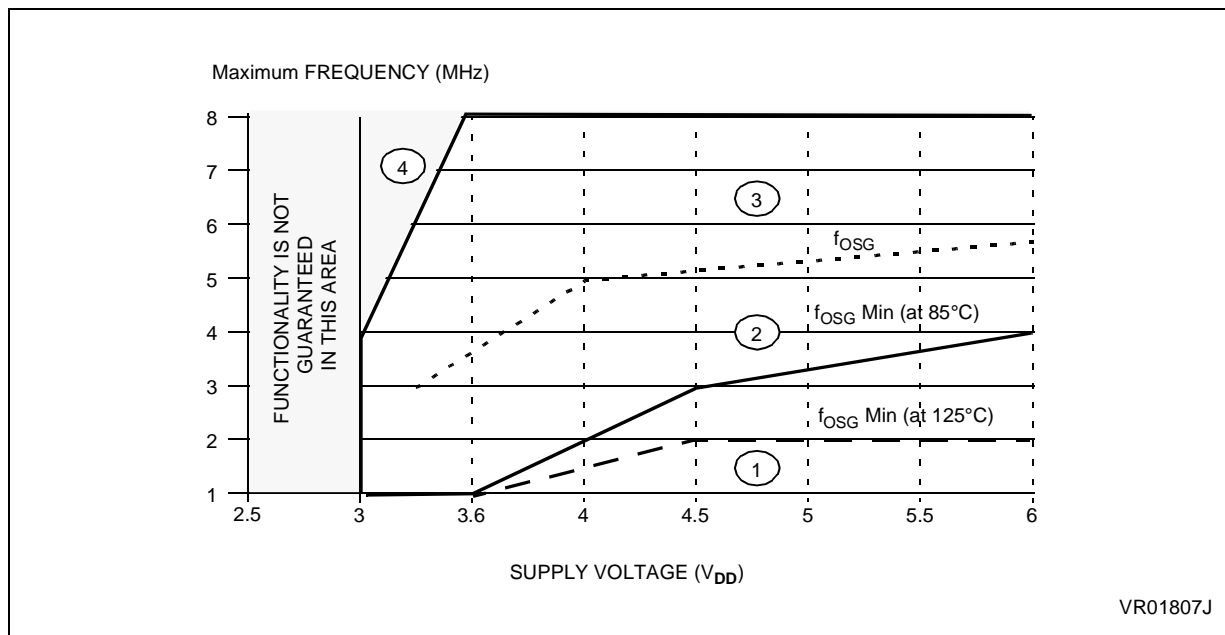 Maximum FREQUENCY (MHz)
8
7
6
5
4
3
2
1
FUNCTIONALITY IS NOT
GUARANTEED
IN THIS AREA
4
3
fOSG
2
fOSG Min (at 85°C)
fOSG Min (at 125°C)
1
2.5 3 3.6 4 4.5 5 5.5 6
SUPPLY VOLTAGE (VDD)
VR01807J